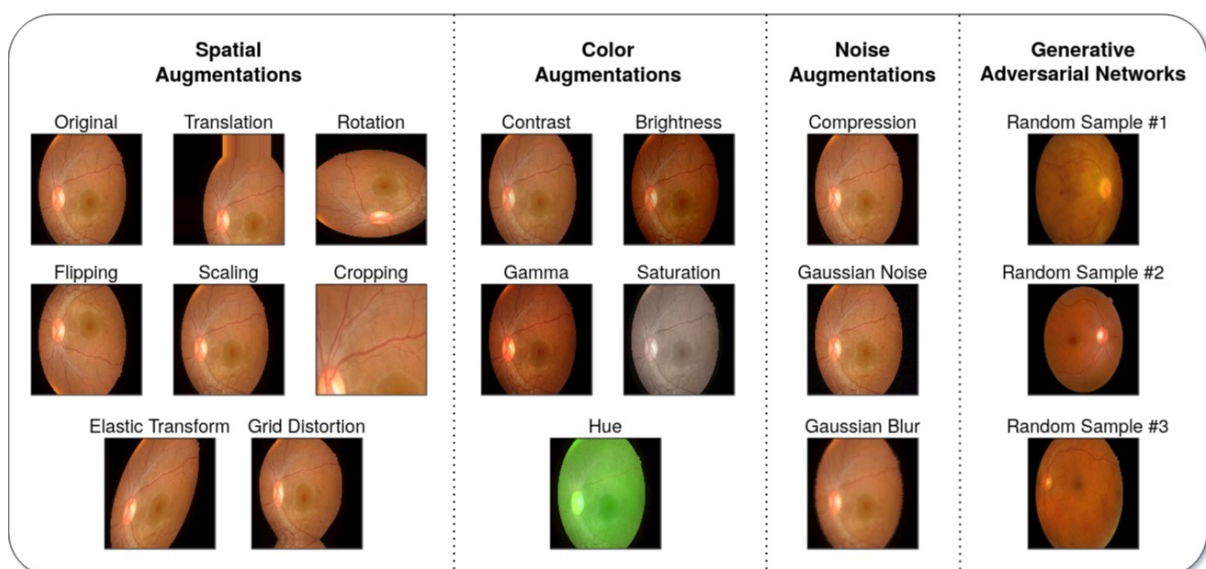 Spatial
Augmentations
Color
Augmentations
Noise
Augmentations
Generative
Adversarial Networks
Original
Translation
Rotation
Contrast
Brightness
Compression
Random Sample #1
Flipping
Scaling
Cropping
Gamma
Saturation
Gaussian Noise
Random Sample #2
Elastic Transform
Grid Distortion
Hue
Gaussian Blur
Random Sample #3